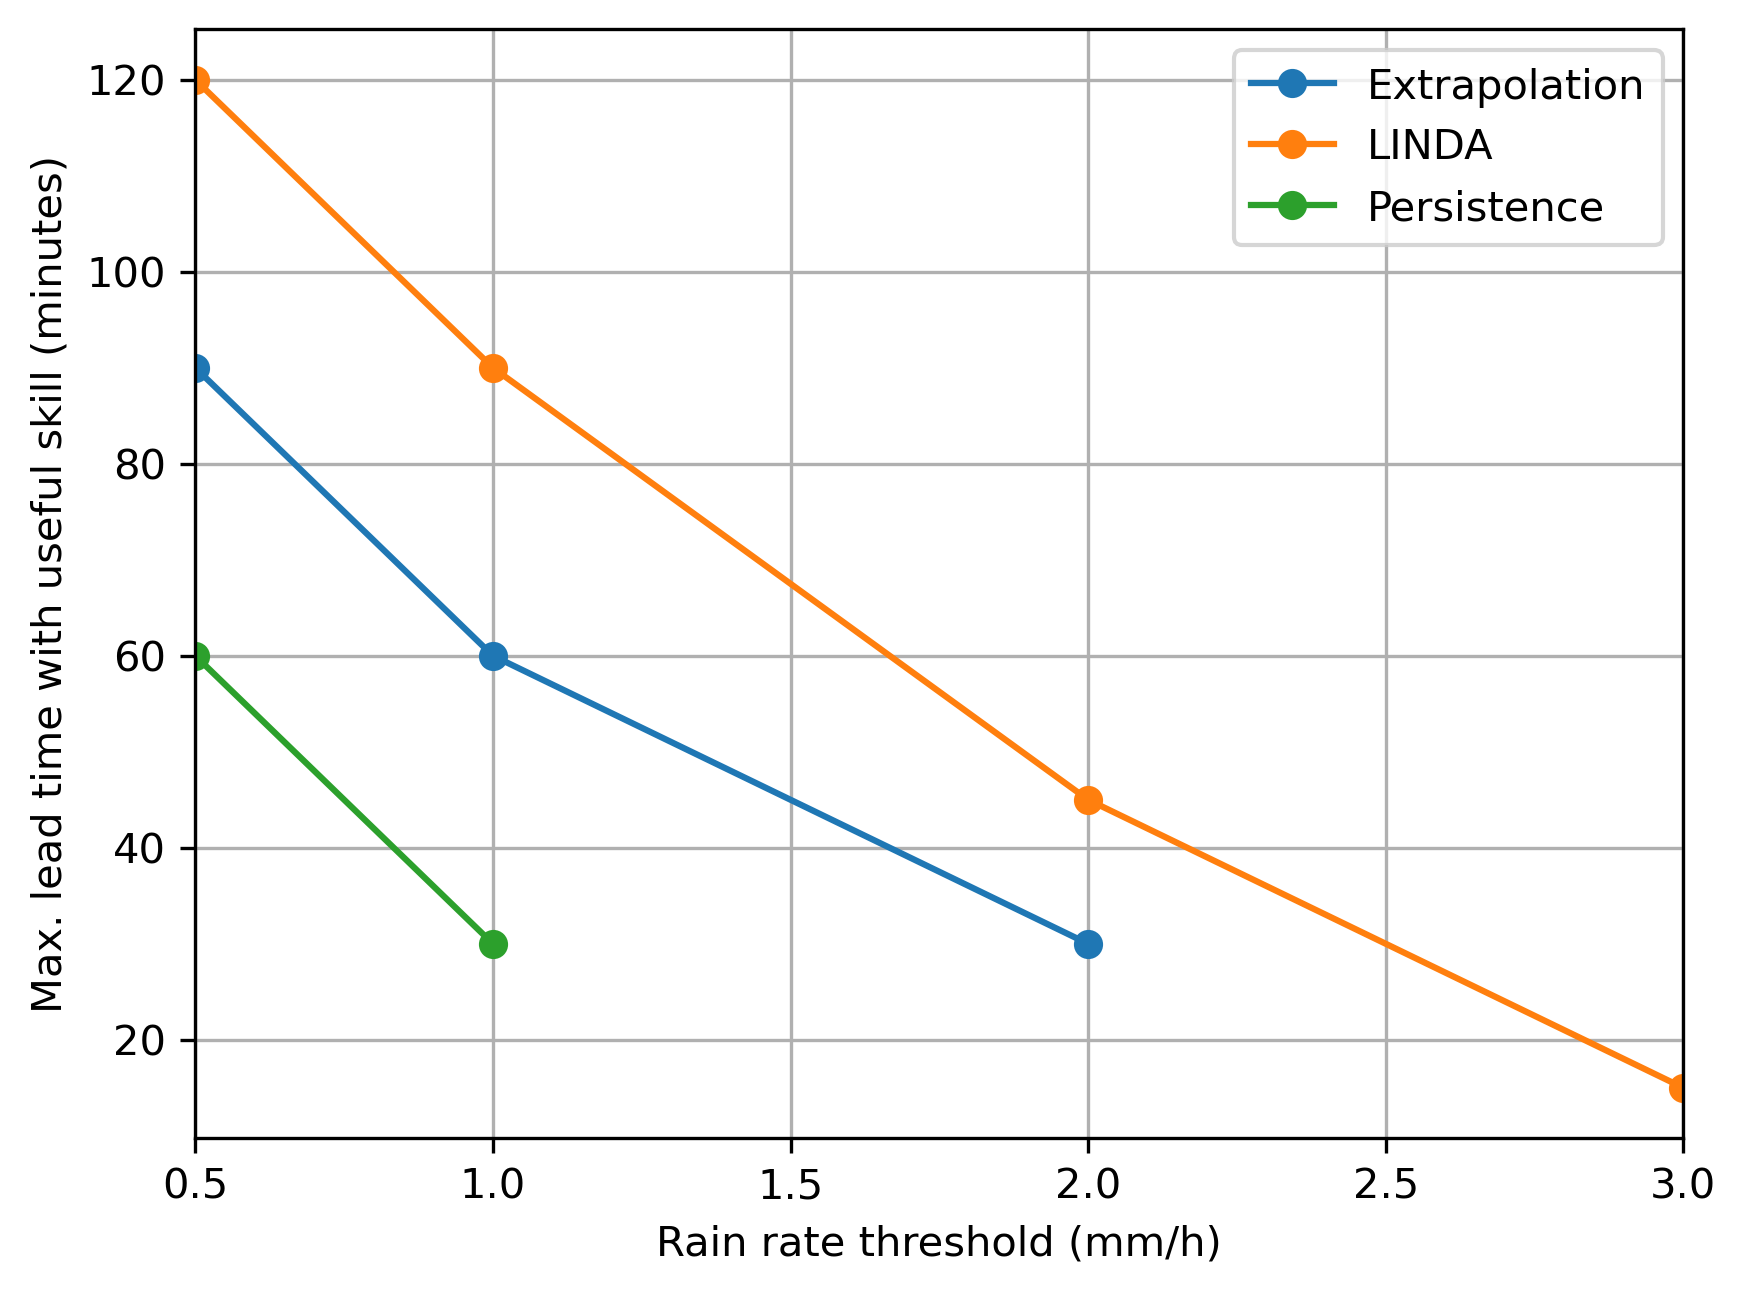 Extrapolation
LINDA
Persistence
Max. lead time with useful skill (minutes)
120
100
80
60
40
20
0.5 1.0 1.5 2.0 2.5 3.0
Rain rate threshold (mm/h)